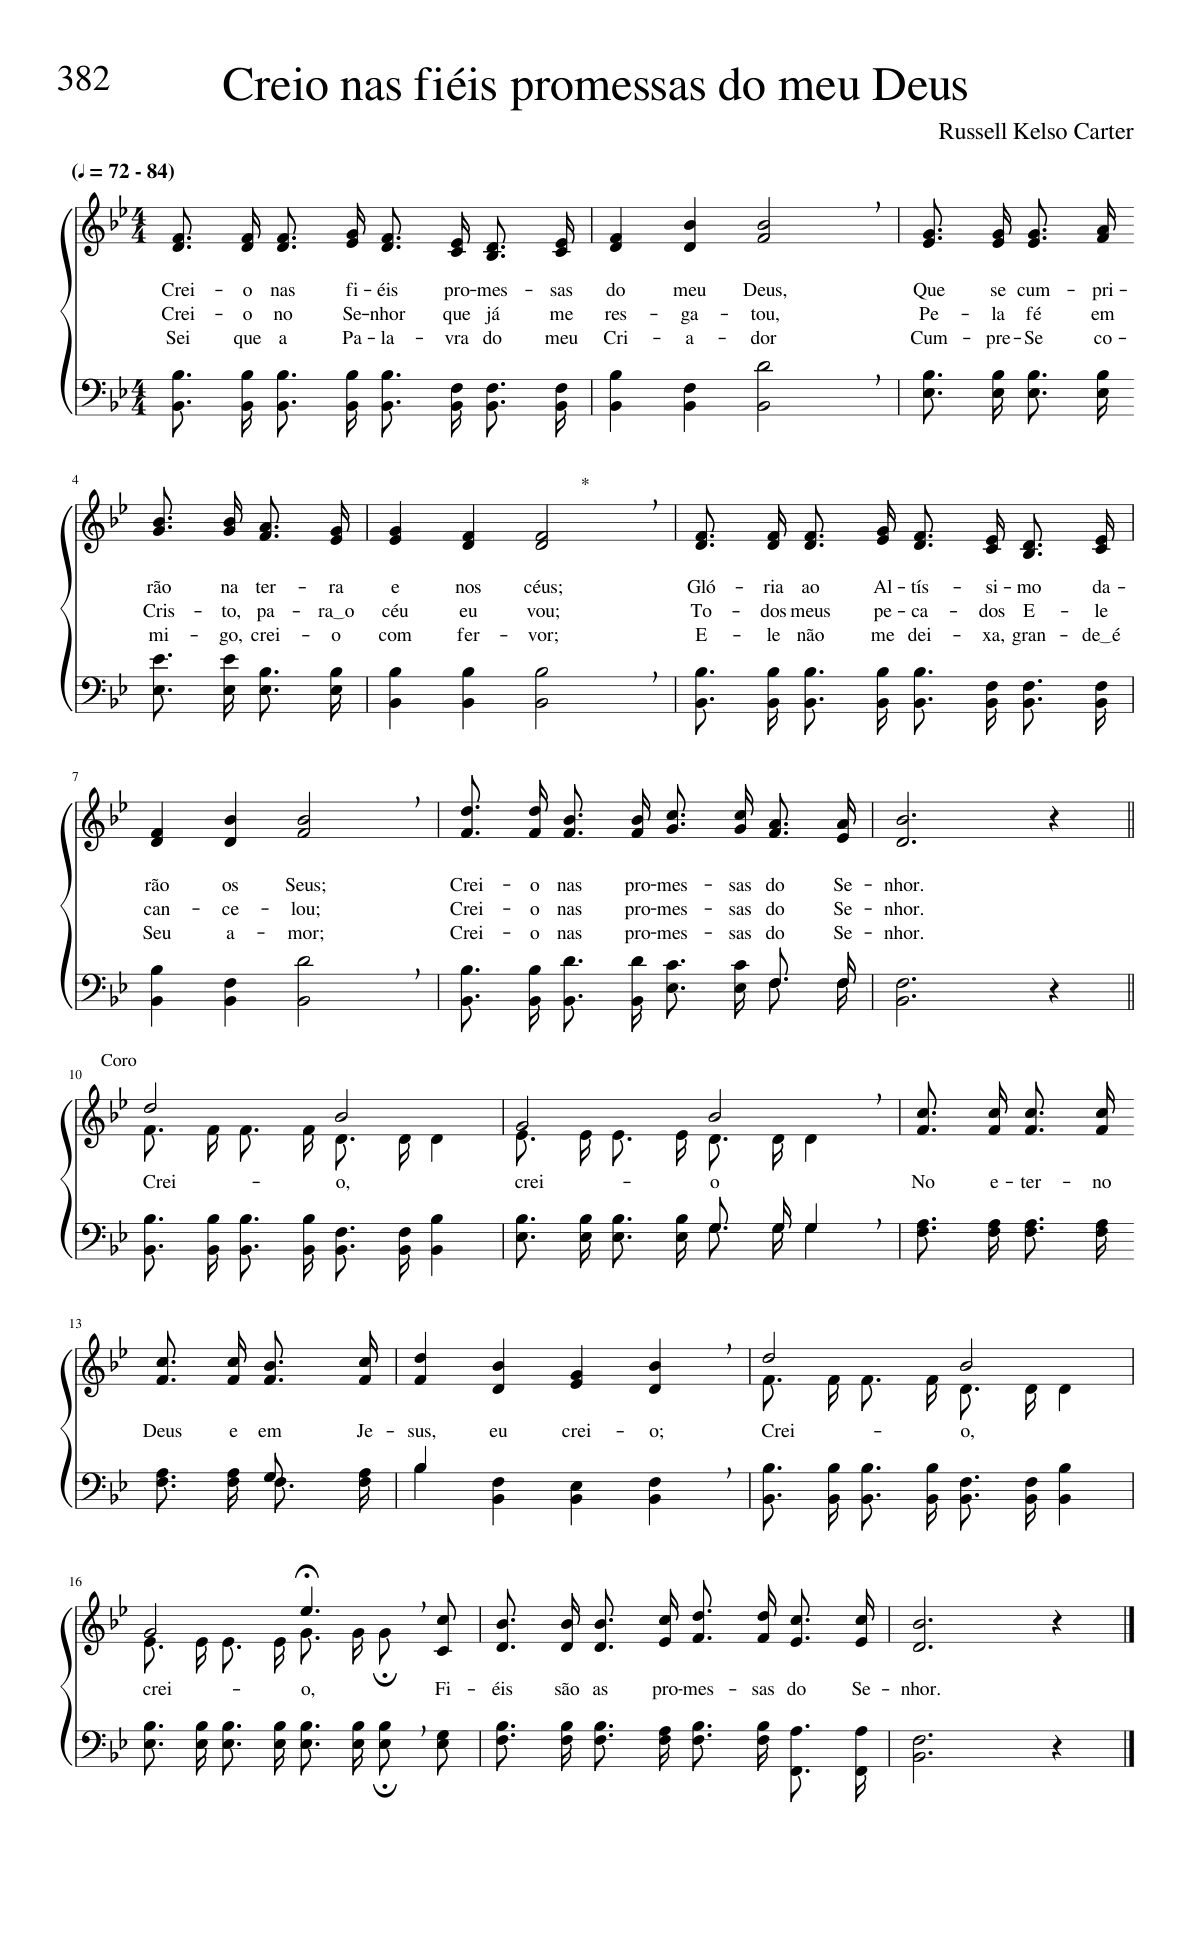 382
Creio nas fiéis promessas do meu Deus
Russell Kelso Carter
(♩ = 72 - 84)
Crei - o nas fi - éis pro - mes - sas do meu Deus, Que se cum - pri -
Crei - o no Se - nhor que já me res - ga - tou, Pe - la fé em
Sei que a Pa - la - vra do meu Cri - a - dor Cum - pre - Se co -
4
*
rão na ter - ra e nos céus; Gló - ria ao Al - tís - si - mo da -
Cris - to, pa - ra‿o céu eu vou; To - dos meus pe - ca - dos E - le
mi - go, crei - o com fer - vor; E - le não me dei - xa, gran - de‿é
7
rão os Seus; Crei - o nas pro - mes - sas do Se - nhor.
can - ce - lou; Crei - o nas pro - mes - sas do Se - nhor.
Seu a - mor; Crei - o nas pro - mes - sas do Se - nhor.
Coro
10
Crei - o, crei - o No e - ter - no
13
Deus e em Je - sus, eu crei - o; Crei - o,
16
crei - o, Fi - éis são as pro - mes - sas do Se - nhor.